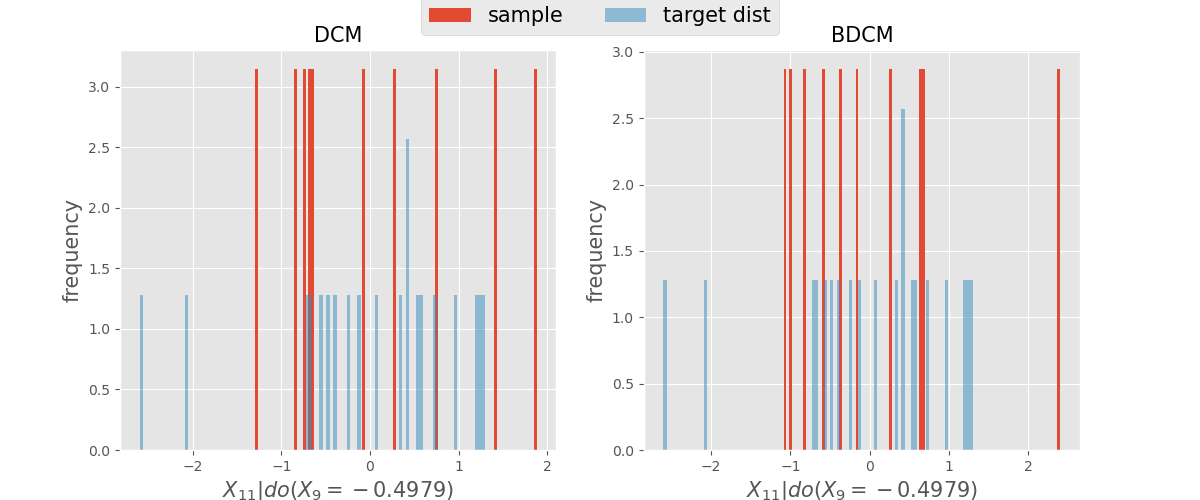 sample target dist
DCM BDCM
frequency
3.0
2.5
2.0
1.5
1.0
0.5
0.0
−2 −1 0 1 2
X₁₁|do(X₉ = −0.4979)
frequency
3.0
2.5
2.0
1.5
1.0
0.5
0.0
−2 −1 0 1 2
X₁₁|do(X₉ = −0.4979)